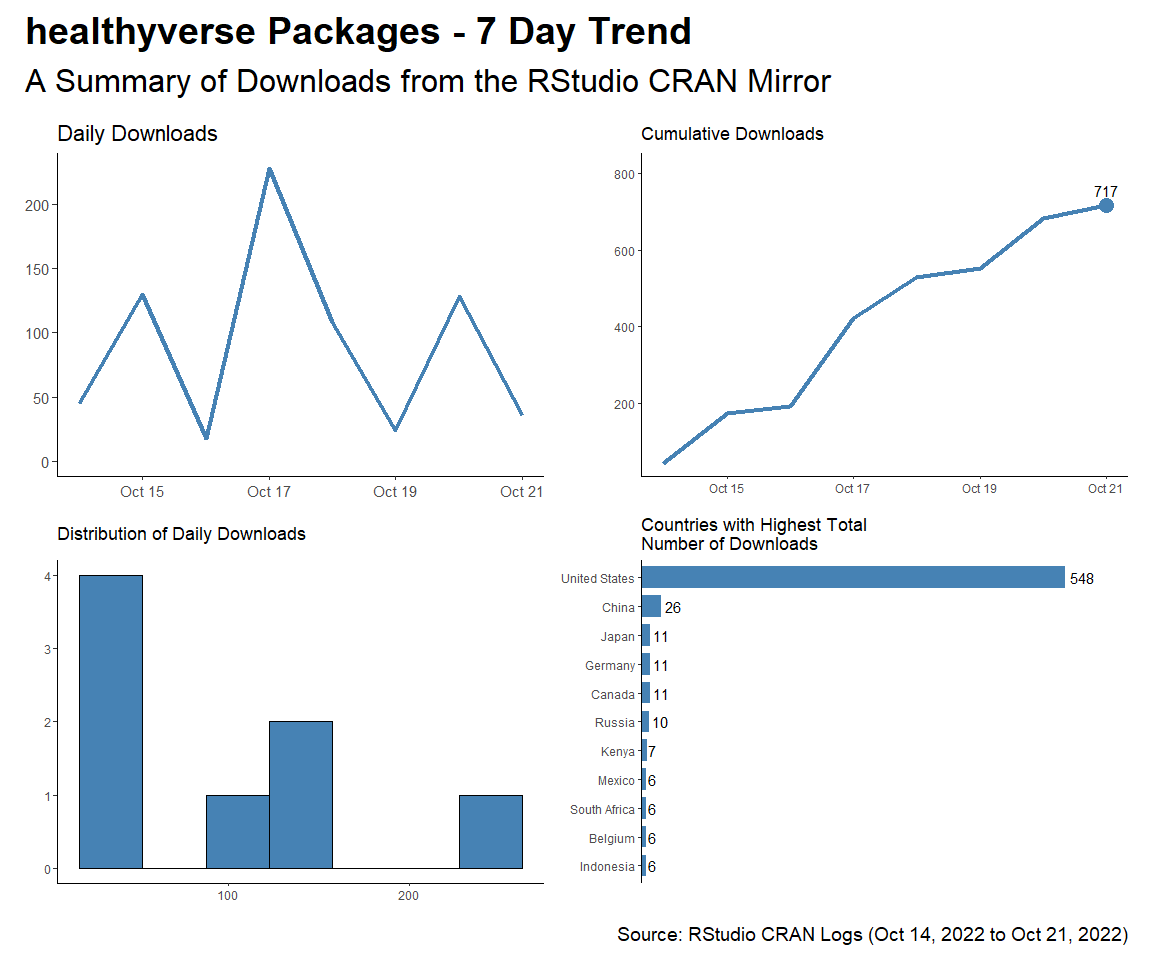 healthyverse Packages - 7 Day Trend
A Summary of Downloads from the RStudio CRAN Mirror
Daily Downloads
200
150
100
50
0
Oct 15
Oct 17
Oct 19
Oct 21
Cumulative Downloads
800
600
400
200
717
Oct 15
Oct 17
Oct 19
Oct 21
Distribution of Daily Downloads
4
3
2
1
0
100
200
Countries with Highest Total
Number of Downloads
United States 548
China 26
Japan 11
Germany 11
Canada 11
Russia 10
Kenya 7
Mexico 6
South Africa 6
Belgium 6
Indonesia 6
Source: RStudio CRAN Logs (Oct 14, 2022 to Oct 21, 2022)